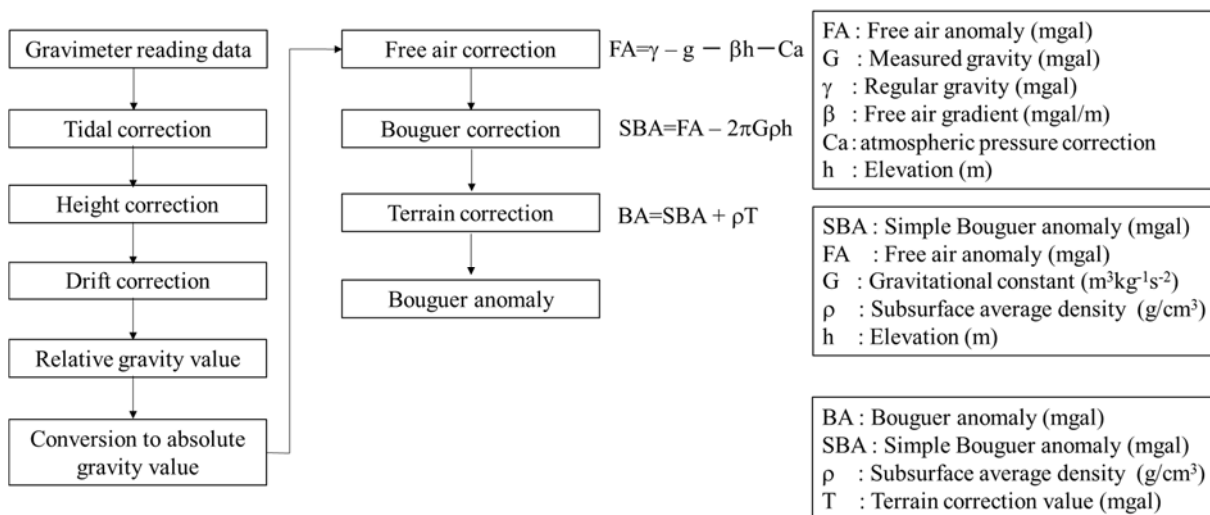 Gravimeter reading data
Tidal correction
Height correction
Drift correction
Relative gravity value
Conversion to absolute
gravity value
Free air correction
FA=γ – g － βh－Ca
Bouguer correction
SBA=FA – 2πGρh
Terrain correction
BA=SBA + ρT
Bouguer anomaly
FA : Free air anomaly (mgal)
G : Measured gravity (mgal)
γ : Regular gravity (mgal)
β : Free air gradient (mgal/m)
Ca : atmospheric pressure correction
h : Elevation (m)
SBA : Simple Bouguer anomaly (mgal)
FA : Free air anomaly (mgal)
G : Gravitational constant (m³kg⁻¹s⁻²)
ρ : Subsurface average density (g/cm³)
h : Elevation (m)
BA : Bouguer anomaly (mgal)
SBA : Simple Bouguer anomaly (mgal)
ρ : Subsurface average density (g/cm³)
T : Terrain correction value (mgal)